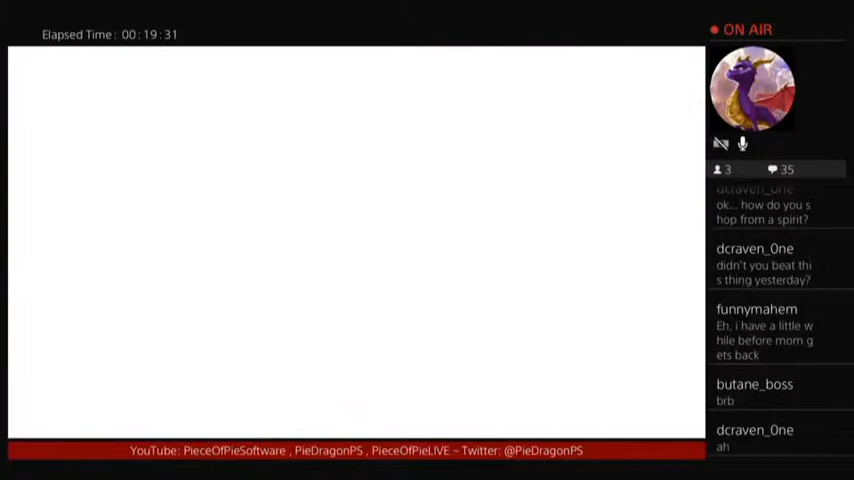 Elapsed Time: 00:19:31
ON AIR
3
35
dcraven_0ne
ok... how do you s
hop from a spirit?
dcraven_0ne
didn't you beat thi
s thing yesterday?
funnymahem
Eh, i have a little w
hile before mom g
ets back
butane_boss
brb
dcraven_0ne
ah
YouTube: PieceOfPieSoftware , PieDragonPS , PieceOfPieLIVE ~ Twitter: @PieDragonPS